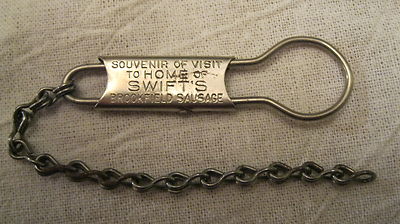 SOUVENIR OF VISIT
TO HOME OF
SWIFT'S
BROOKFIELD SAUSAGE